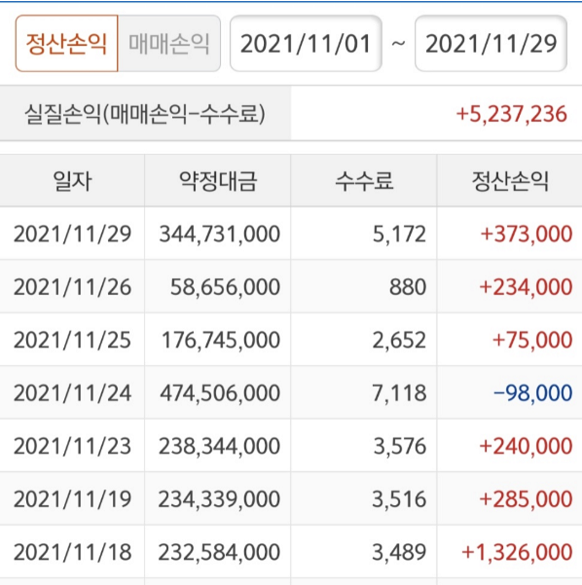 정산손익 매매손익 2021/11/01 ~ 2021/11/29
실질손익(매매손익-수수료) +5,237,236
일자 약정대금 수수료 정산손익
2021/11/29 344,731,000 5,172 +373,000
2021/11/26 58,656,000 880 +234,000
2021/11/25 176,745,000 2,652 +75,000
2021/11/24 474,506,000 7,118 -98,000
2021/11/23 238,344,000 3,576 +240,000
2021/11/19 234,339,000 3,516 +285,000
2021/11/18 232,584,000 3,489 +1,326,000